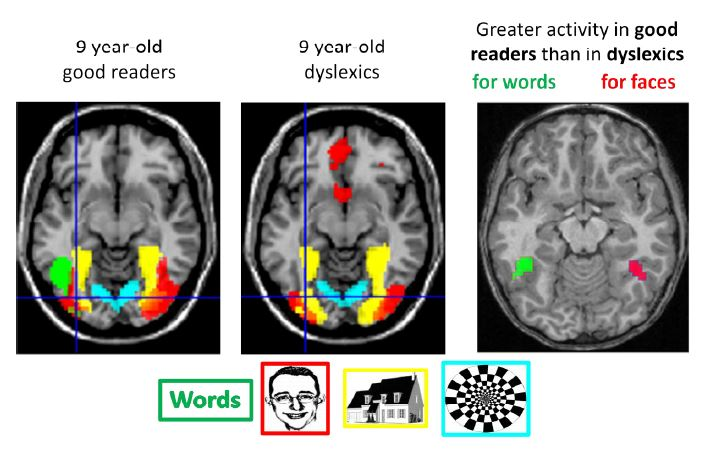 9 year-old
good readers
9 year-old
dyslexics
Greater activity in good
readers than in dyslexics
for words
for faces
Words